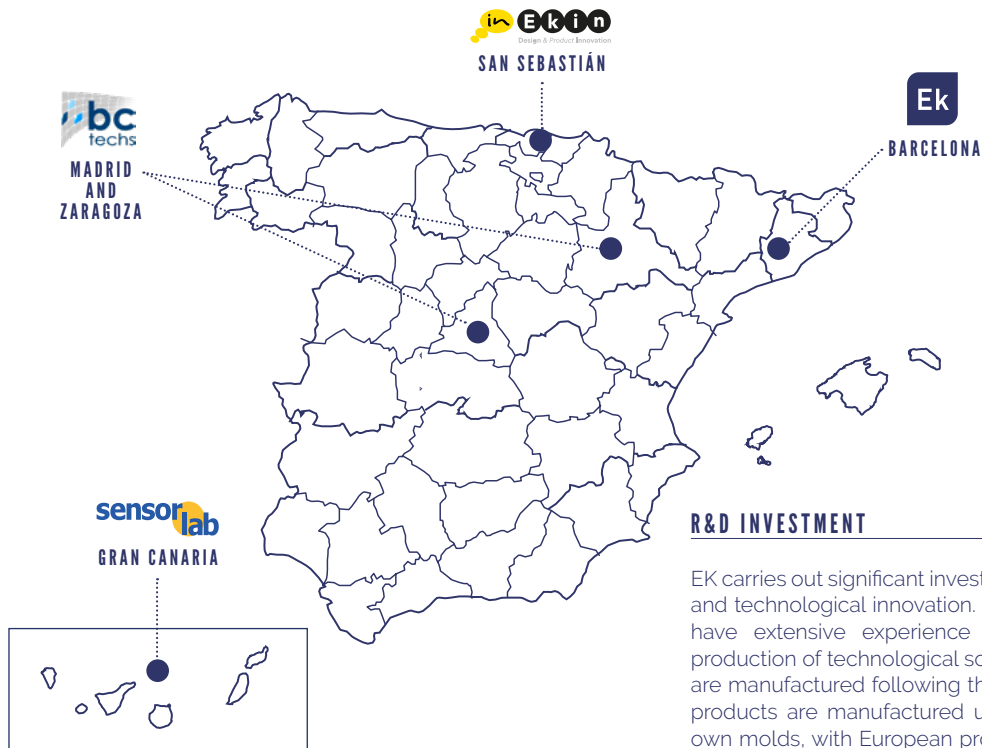 in Ekin
Design & Product Innovation
SAN SEBASTIÁN
bc
techs
MADRID
AND
ZARAGOZA
Ek
BARCELONA
sensor
lab
GRAN CANARIA
R&D INVESTMENT
EK carries out significant invest
and technological innovation.
have extensive experience
production of technological so
are manufactured following th
products are manufactured u
own molds, with European pro